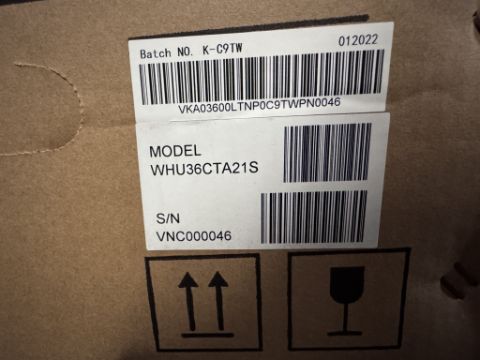 Batch NO. K-C9TW 012022
VKA03600LTNP0C9TWPN0046
MODEL
WHU36CTA21S
S/N
VNC000046